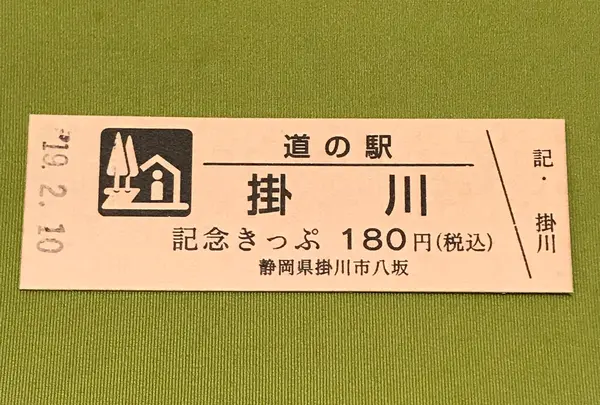 '19.2.10
道の駅
掛川
記念きっぷ 180円(税込)
静岡県掛川市八坂
記・掛川